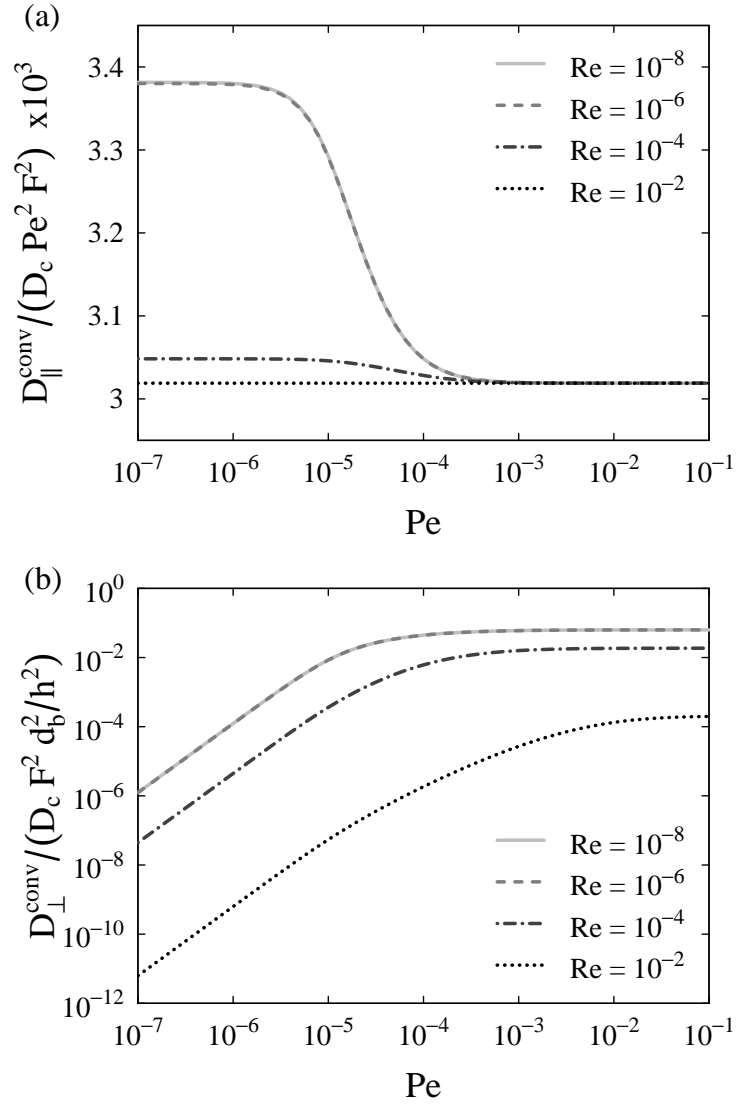 (a)
3.4
3.3
3.2
3.1
3
D∥^conv/(D_c Pe² F²) x10³
Re = 10⁻⁸
Re = 10⁻⁶
Re = 10⁻⁴
Re = 10⁻²
10⁻⁷ 10⁻⁶ 10⁻⁵ 10⁻⁴ 10⁻³ 10⁻² 10⁻¹
Pe
(b)
10⁰
10⁻²
10⁻⁴
10⁻⁶
10⁻⁸
10⁻¹⁰
10⁻¹²
D⊥^conv/(D_c F² d_b²/h²)
Re = 10⁻⁸
Re = 10⁻⁶
Re = 10⁻⁴
Re = 10⁻²
10⁻⁷ 10⁻⁶ 10⁻⁵ 10⁻⁴ 10⁻³ 10⁻² 10⁻¹
Pe